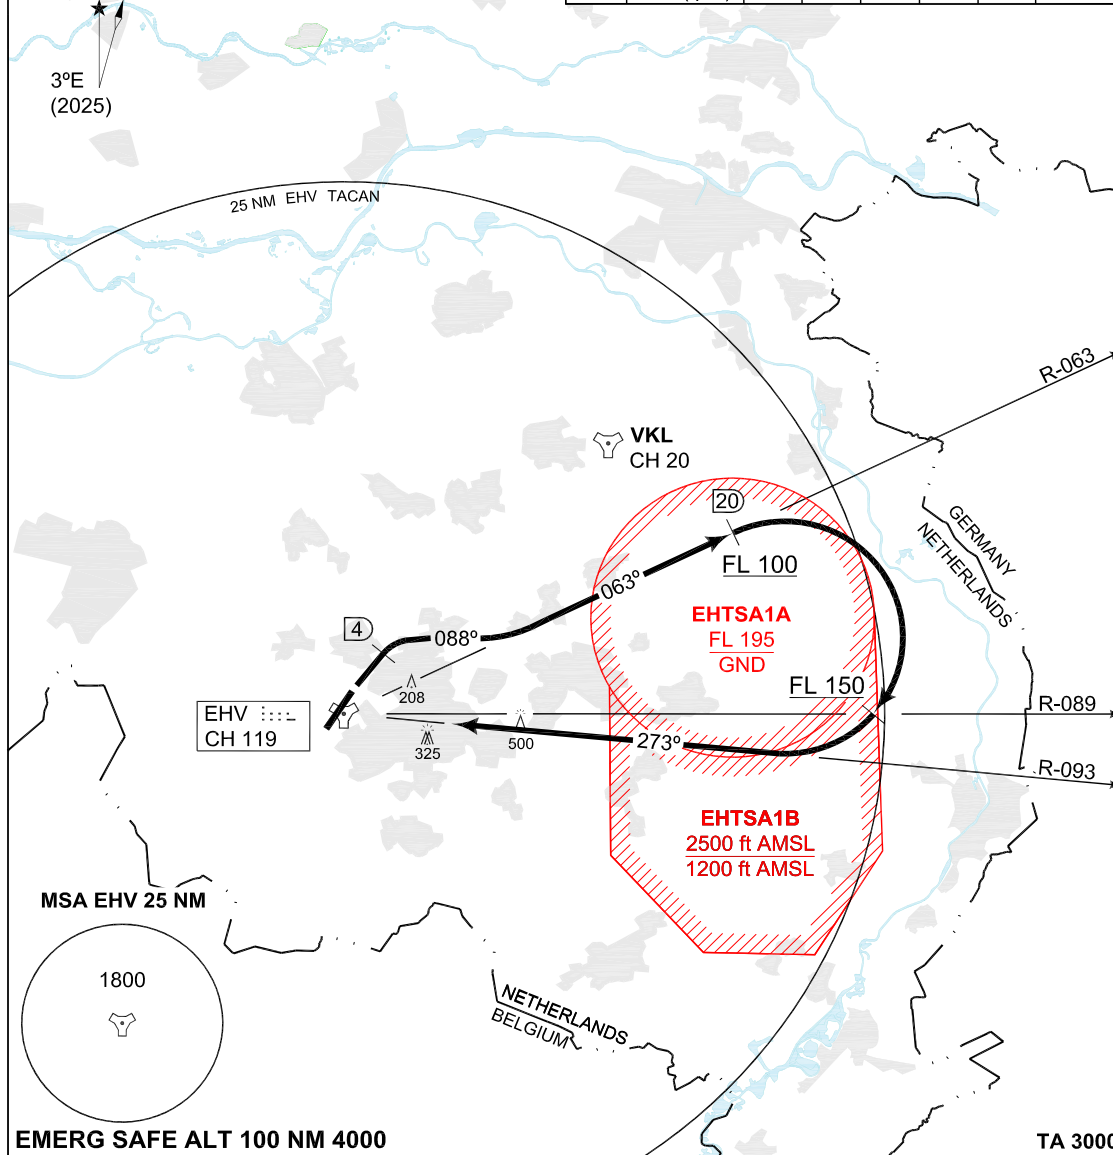 3ºE
(2025)
25 NM EHV TACAN
R-063
VKL
CH 20
20
FL 100
GERMANY
NETHERLANDS
063º
EHTSA1A
FL 195
GND
4
088º
208
FL 150
EHV
CH 119
R-089
325
500
273º
R-093
EHTSA1B
2500 ft AMSL
1200 ft AMSL
MSA EHV 25 NM
1800
NETHERLANDS
BELGIUM
EMERG SAFE ALT 100 NM 4000
TA 3000